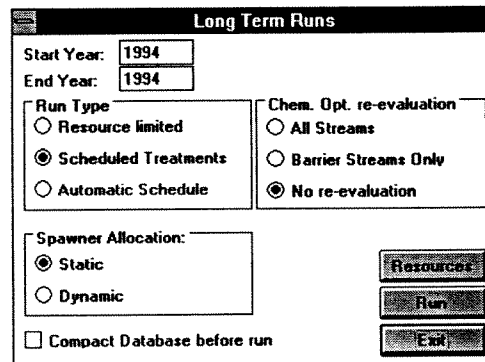 Long Term Runs
Start Year: 1994
End Year: 1994
Run Type
Resource limited
Scheduled Treatments
Automatic Schedule
Chem. Opt. re-evaluation
All Streams
Barrier Streams Only
No re-evaluation
Spawner Allocation:
Static
Dynamic
Resources
Run
Compact Database before run
Exit